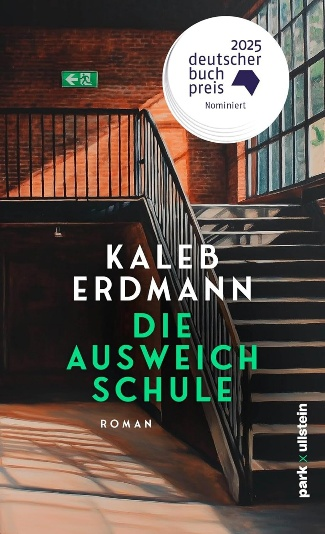 2025
deutscher
buch
preis
Nominiert
KALEB
ERDMANN
DIE
AUSWEICH
SCHULE
ROMAN
park x ullstein